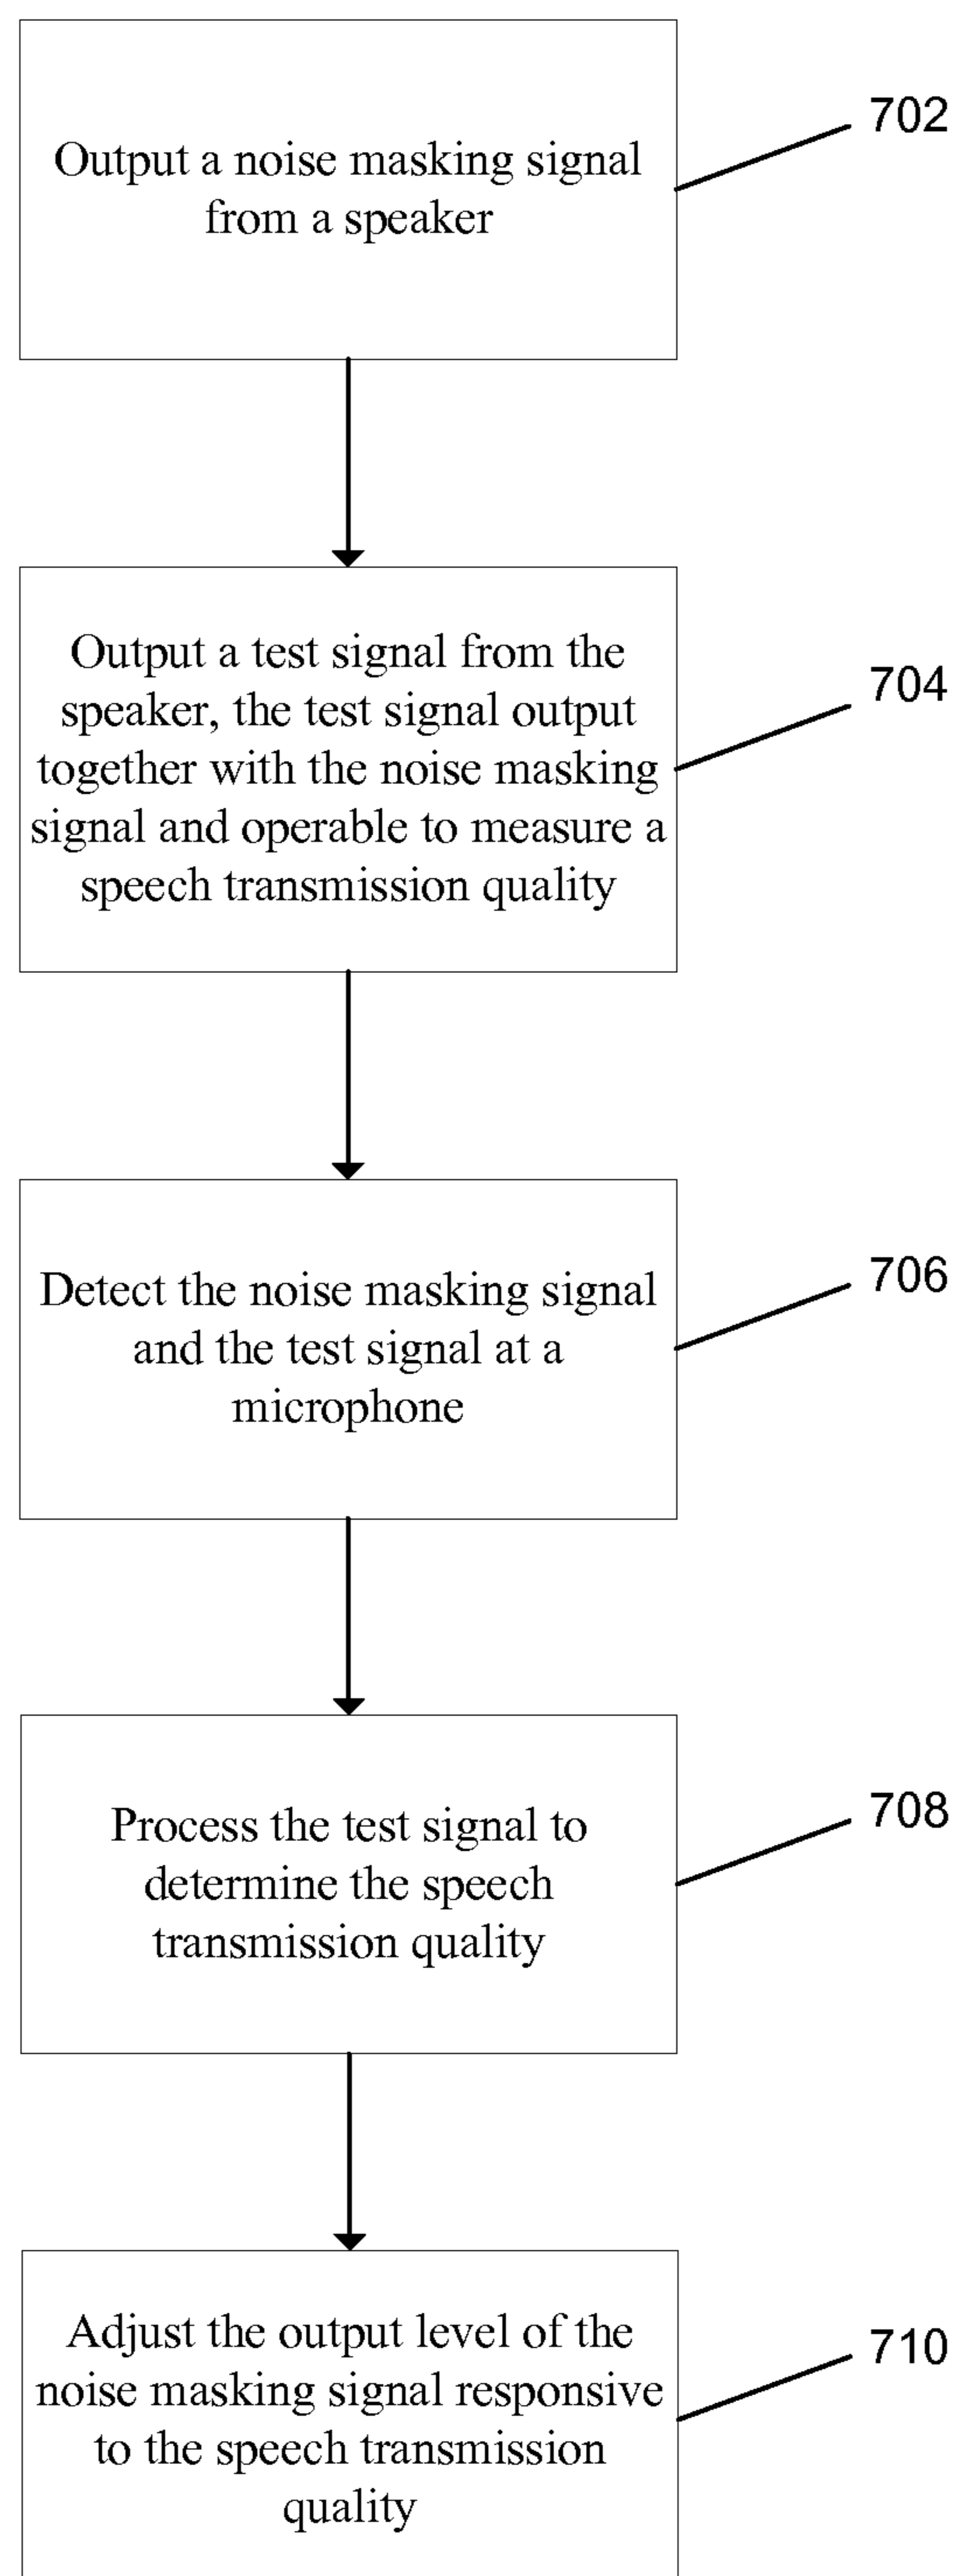 Output a noise masking signal
from a speaker
702
Output a test signal from the
speaker, the test signal output
together with the noise masking
signal and operable to measure a
speech transmission quality
704
Detect the noise masking signal
and the test signal at a
microphone
706
Process the test signal to
determine the speech
transmission quality
708
Adjust the output level of the
noise masking signal responsive
to the speech transmission
quality
710